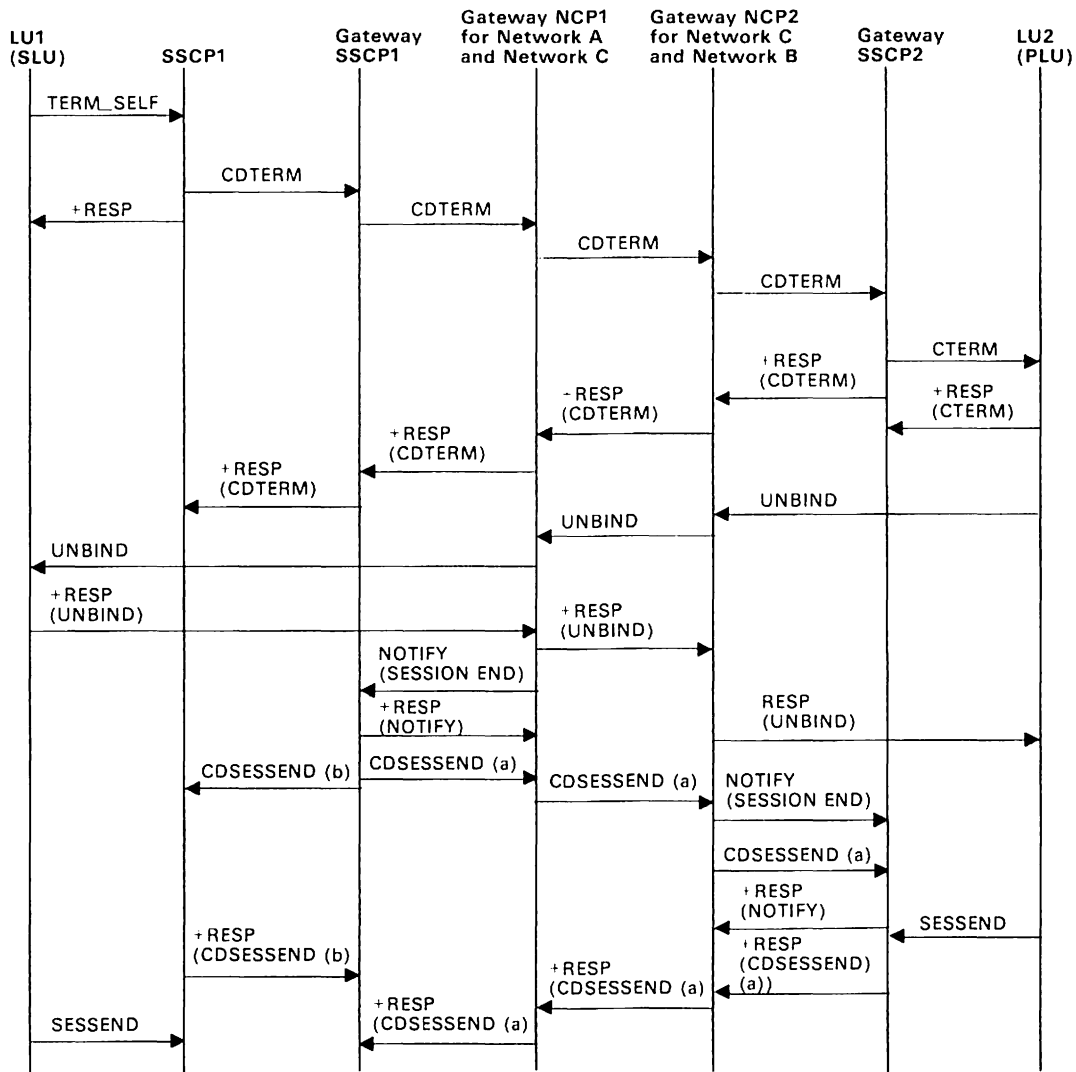 LU1
(SLU)
SSCP1
Gateway
SSCP1
Gateway NCP1
for Network A
and Network C
Gateway NCP2
for Network C
and Network B
Gateway
SSCP2
LU2
(PLU)
TERM_SELF
CDTERM
+RESP
CDTERM
CDTERM
CDTERM
CTERM
+RESP
(CDTERM)
+RESP
(CTERM)
+RESP
(CDTERM)
+RESP
(CDTERM)
+RESP
(CDTERM)
UNBIND
UNBIND
UNBIND
+RESP
(UNBIND)
+RESP
(UNBIND)
NOTIFY
(SESSION END)
+RESP
(NOTIFY)
RESP
(UNBIND)
CDSESSEND (b)
CDSESSEND (a)
CDSESSEND (a)
NOTIFY
(SESSION END)
CDSESSEND (a)
+RESP
(NOTIFY)
SESSEND
+RESP
(CDSESSEND (b)
+RESP
(CDSESSEND)
(a))
+RESP
(CDSESSEND (a)
+RESP
(CDSESSEND (a)
SESSEND